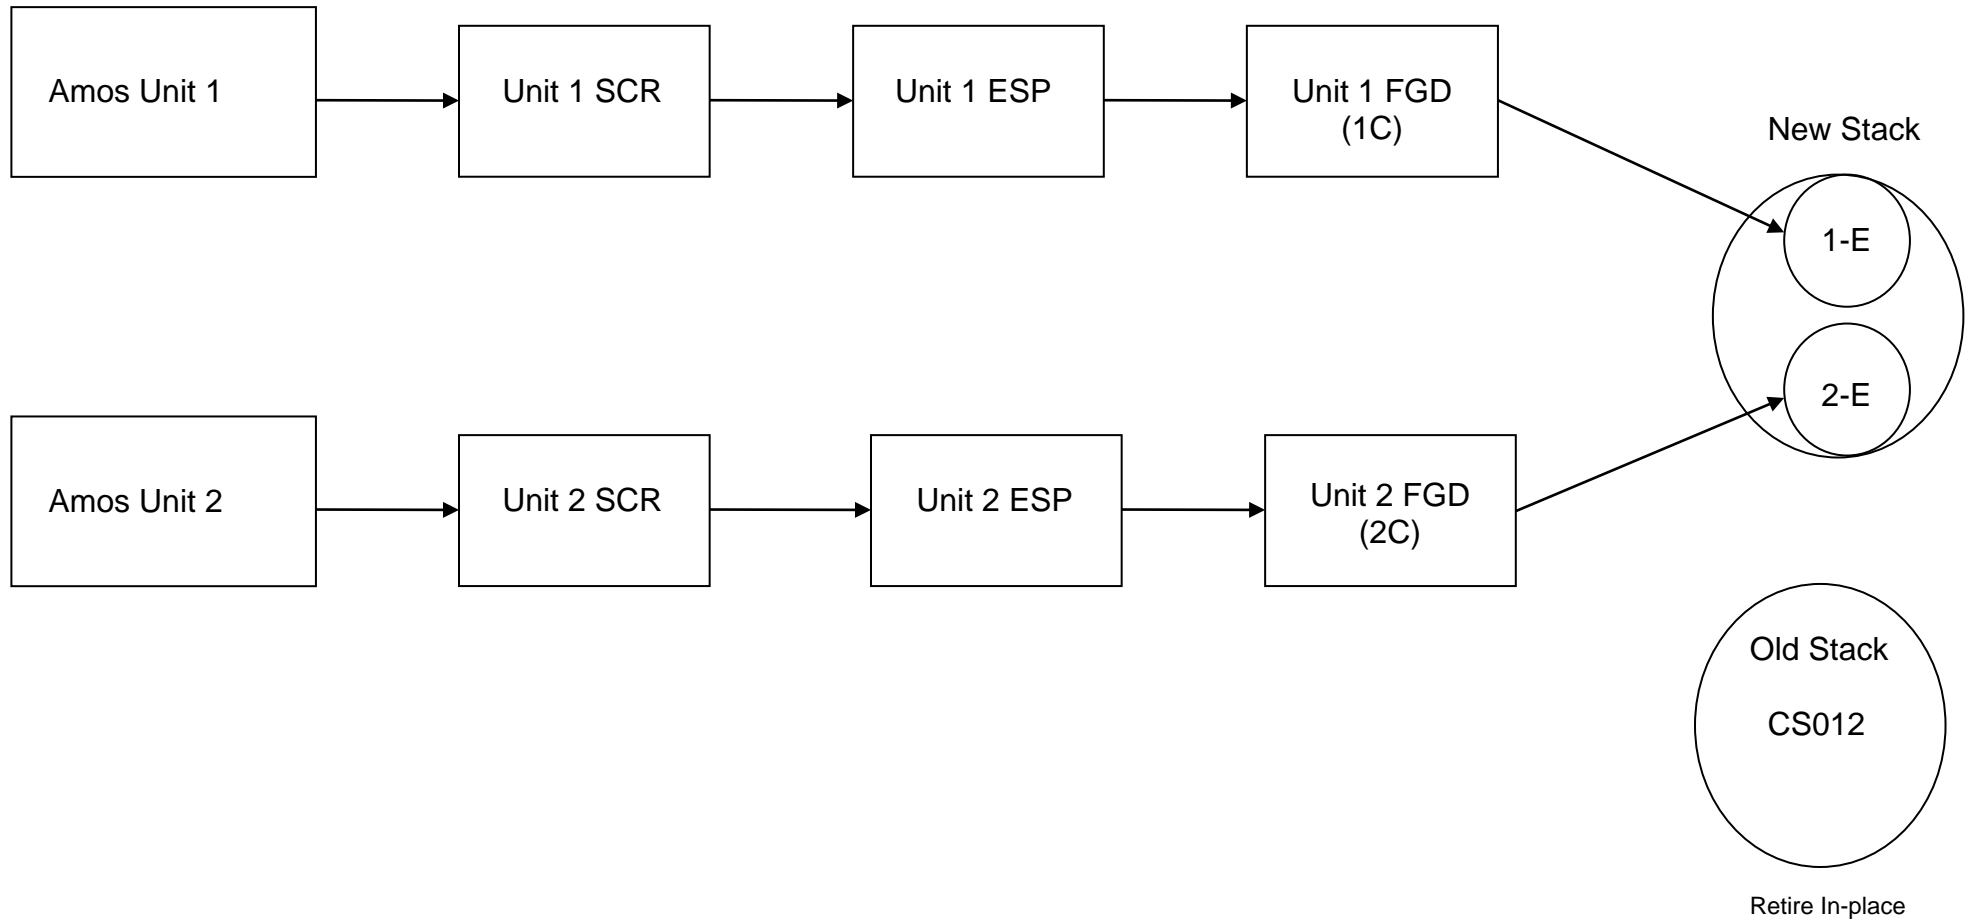 Amos Unit 1
Unit 1 SCR
Unit 1 ESP
Unit 1 FGD
(1C)
New Stack
1-E
2-E
Amos Unit 2
Unit 2 SCR
Unit 2 ESP
Unit 2 FGD
(2C)
Old Stack
CS012
Retire In-place